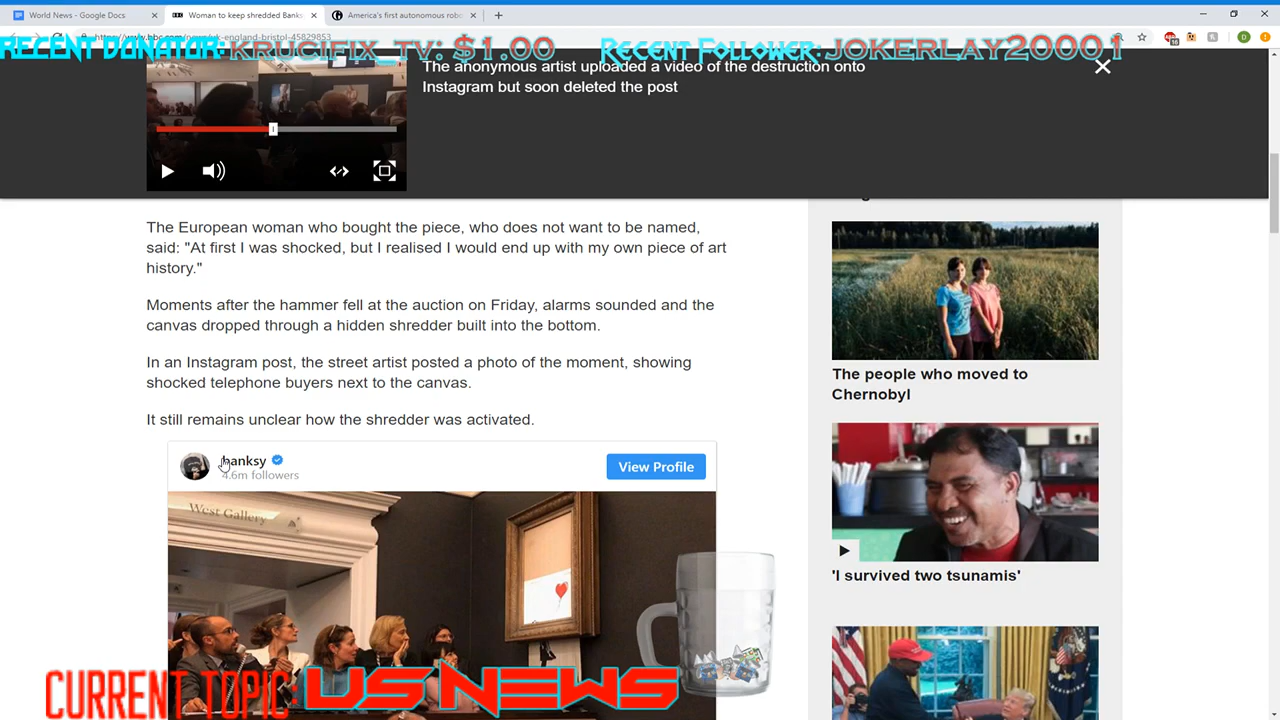 World News - Google Docs
Woman to keep shredded Banks
America's first autonomous robo
RECENT DONATOR: KRUCIFIX_TV: $1.00
RECENT FOLLOWER: JOKERLAY20001
The anonymous artist uploaded a video of the destruction onto
Instagram but soon deleted the post
The European woman who bought the piece, who does not want to be named,
said: "At first I was shocked, but I realised I would end up with my own piece of art
history."
Moments after the hammer fell at the auction on Friday, alarms sounded and the
canvas dropped through a hidden shredder built into the bottom.
In an Instagram post, the street artist posted a photo of the moment, showing
shocked telephone buyers next to the canvas.
It still remains unclear how the shredder was activated.
banksy
4.6m followers
View Profile
West Gallery
The people who moved to
Chernobyl
'I survived two tsunamis'
CURRENT TOPIC: US NEWS